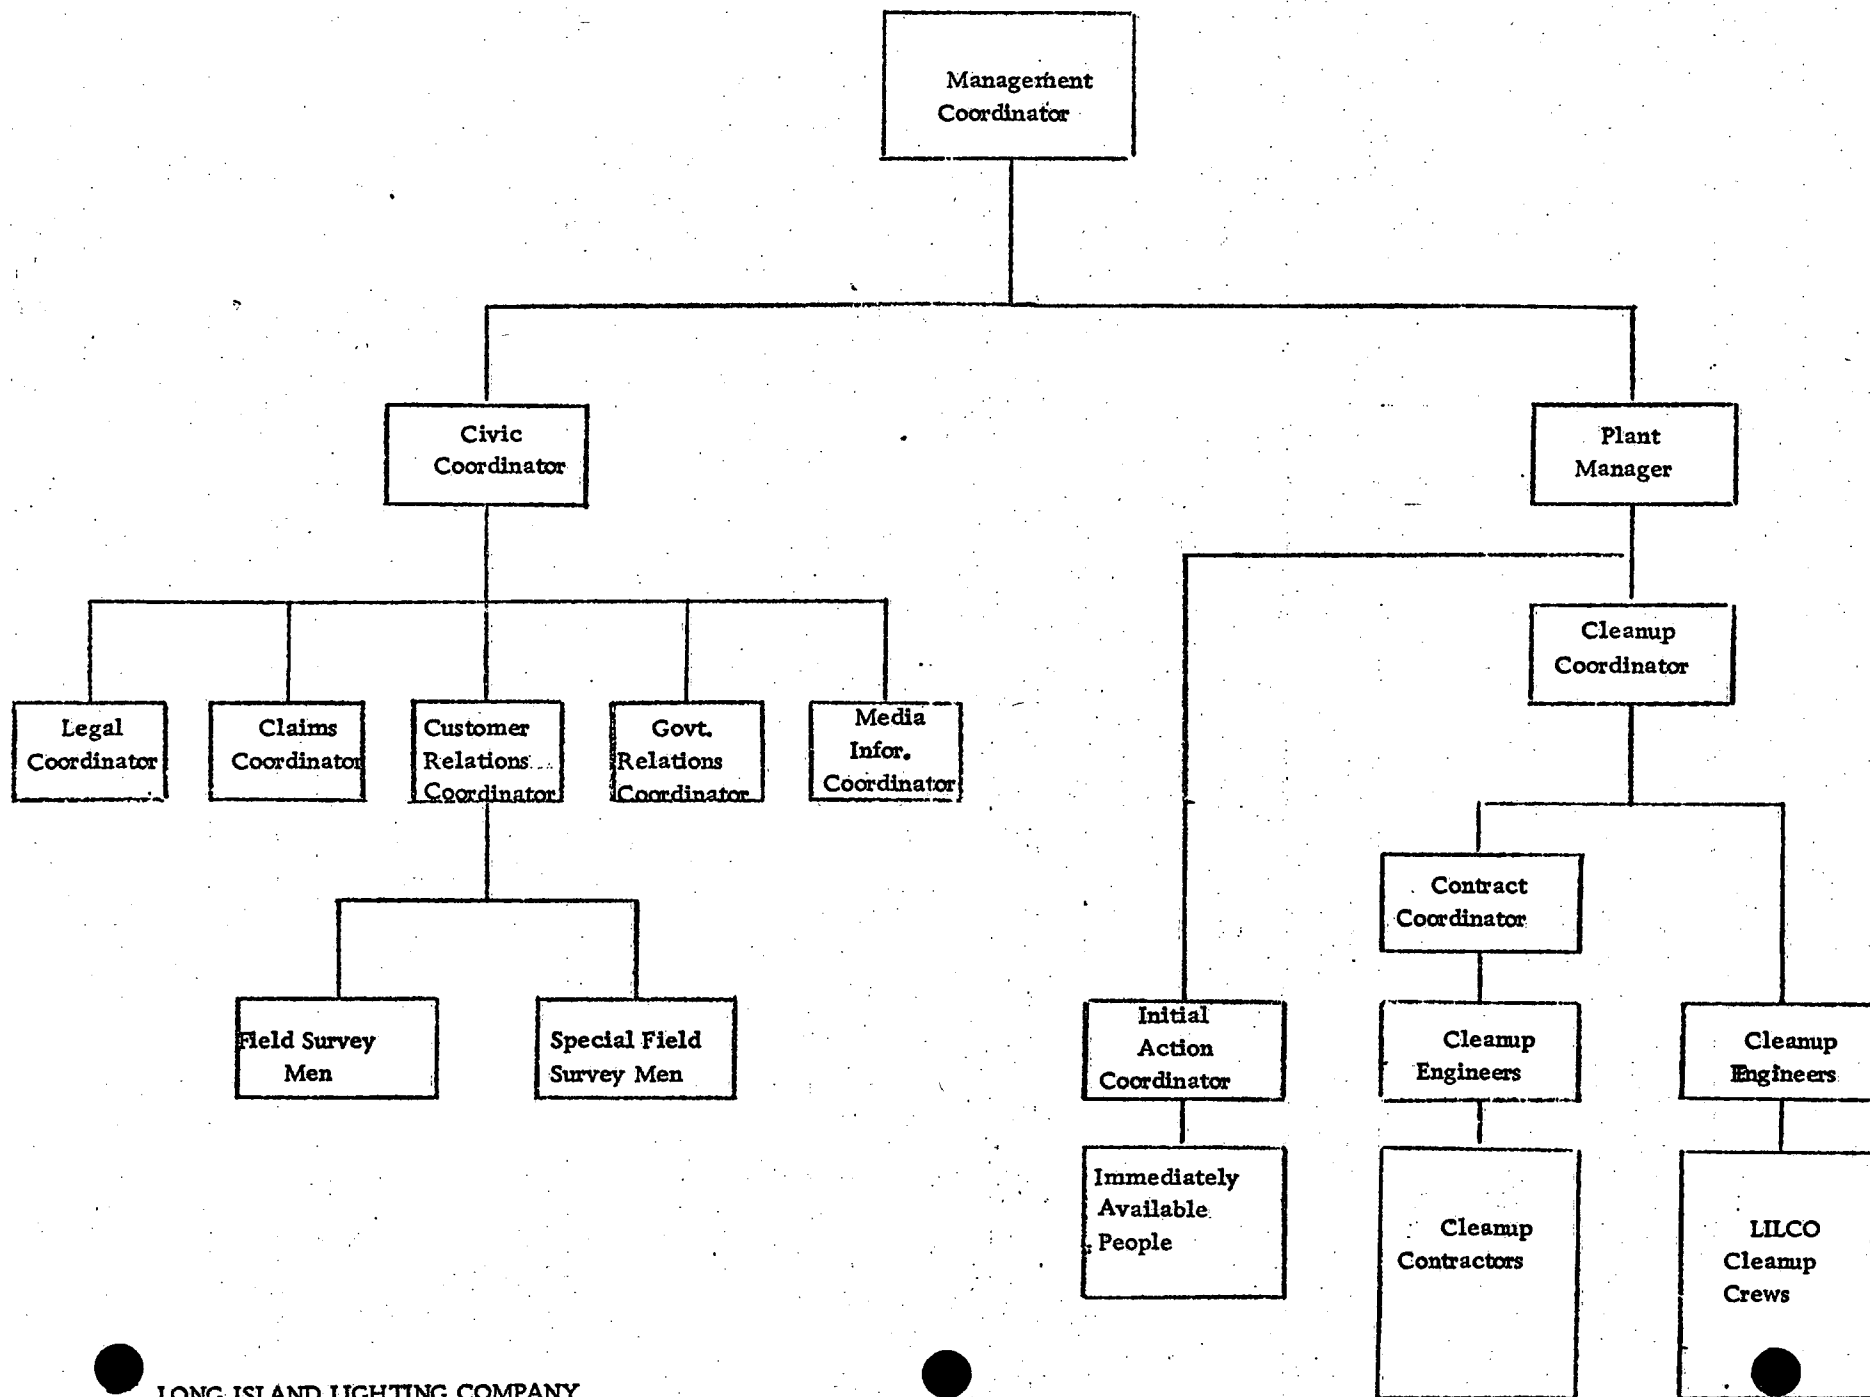 Management
Coordinator
Civic
Coordinator
Plant
Manager
Cleanup
Coordinator
Legal
Coordinator
Claims
Coordinator
Customer
Relations
Coordinator
Govt.
Relations
Coordinator
Media
Infor.
Coordinator
Contract
Coordinator
Field Survey
Men
Special Field
Survey Men
Initial
Action
Coordinator
Cleanup
Engineers
Cleanup
Engineers
Immediately
Available
People
Cleanup
Contractors
LILCO
Cleanup
Crews
LONG ISLAND LIGHTING COMPANY